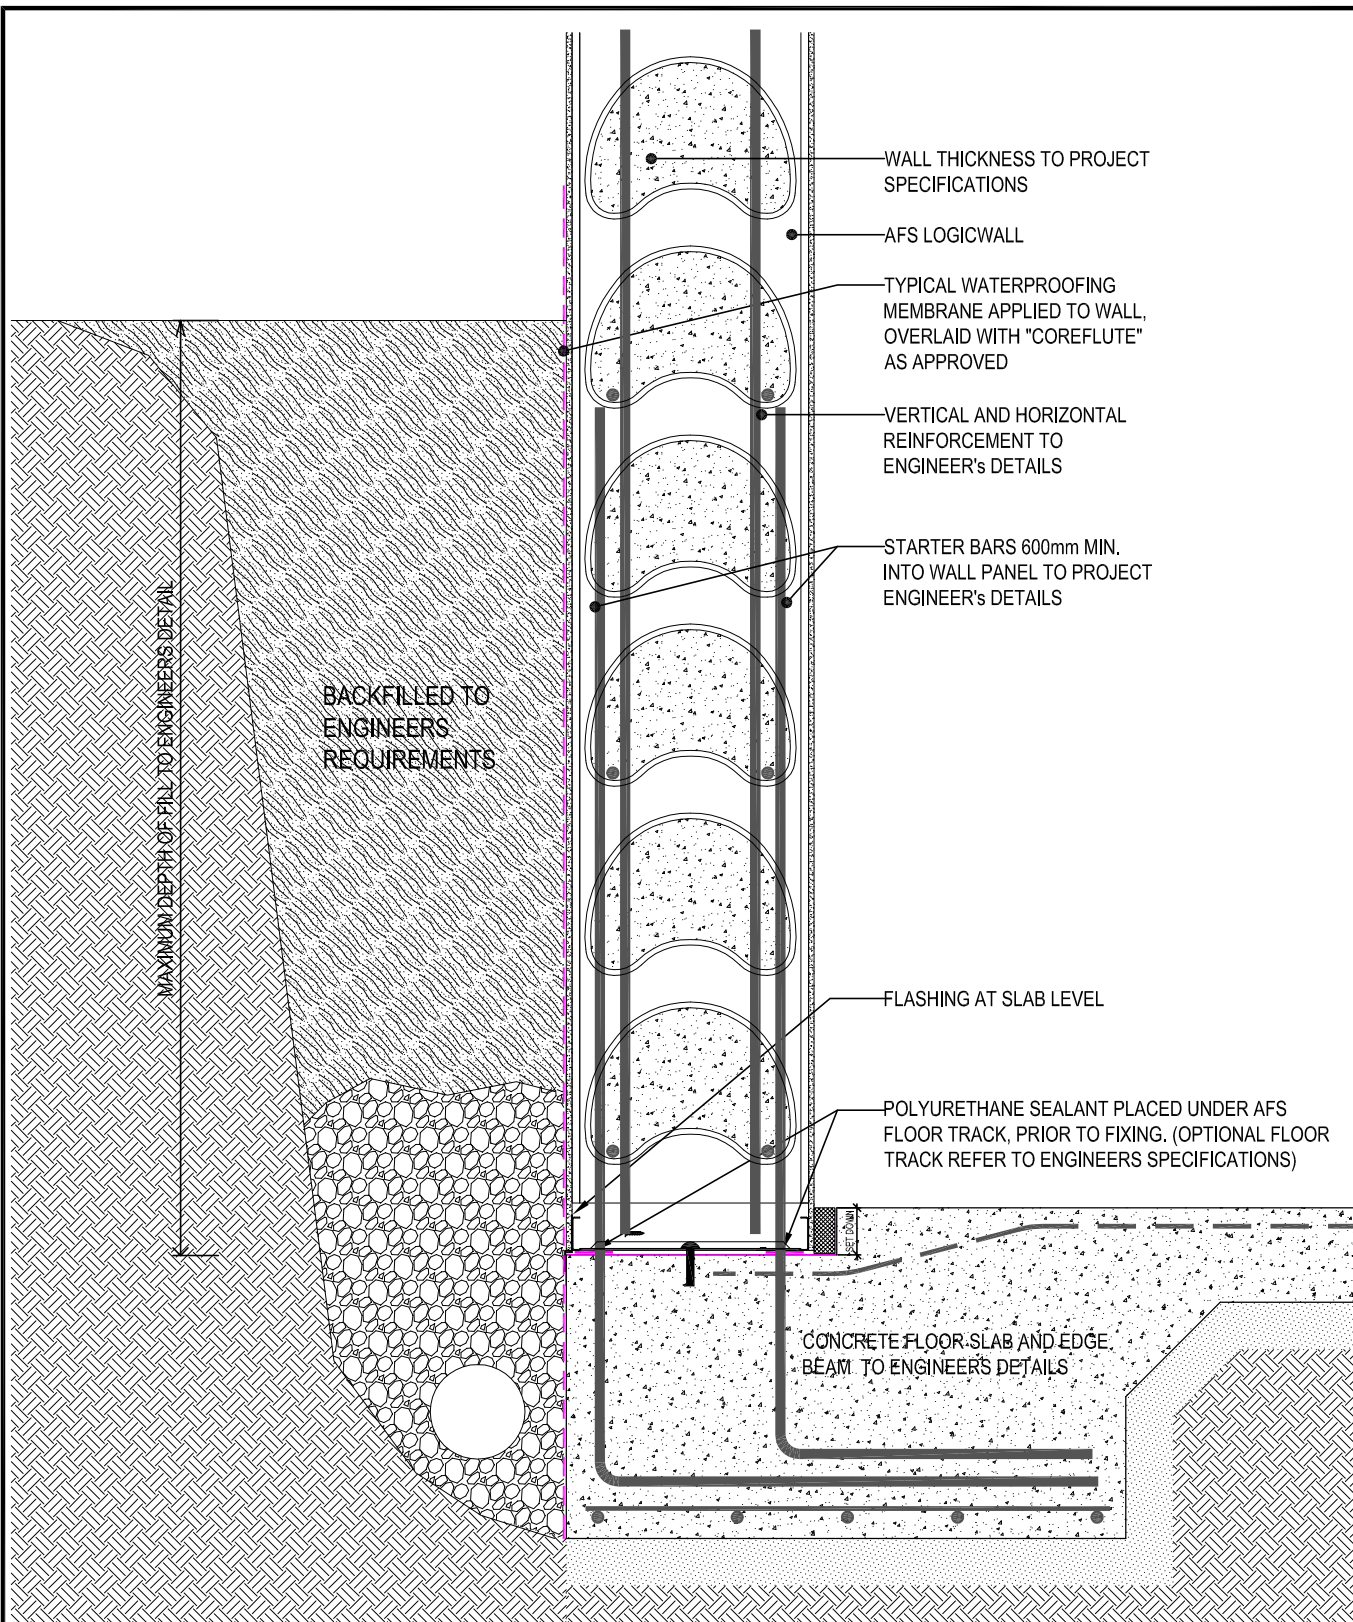 WALL THICKNESS TO PROJECT
SPECIFICATIONS
AFS LOGICWALL
TYPICAL WATERPROOFING
MEMBRANE APPLIED TO WALL,
OVERLAID WITH "COREFLUTE"
AS APPROVED
VERTICAL AND HORIZONTAL
REINFORCEMENT TO
ENGINEER's DETAILS
STARTER BARS 600mm MIN.
INTO WALL PANEL TO PROJECT
ENGINEER's DETAILS
MAXIMUM DEPTH OF FILL TO ENGINEERS DETAIL
BACKFILLED TO
ENGINEERS
REQUIREMENTS
FLASHING AT SLAB LEVEL
POLYURETHANE SEALANT PLACED UNDER AFS
FLOOR TRACK, PRIOR TO FIXING. (OPTIONAL FLOOR
TRACK REFER TO ENGINEERS SPECIFICATIONS)
SET DOWN
CONCRETE FLOOR SLAB AND EDGE
BEAM TO ENGINEERS DETAILS